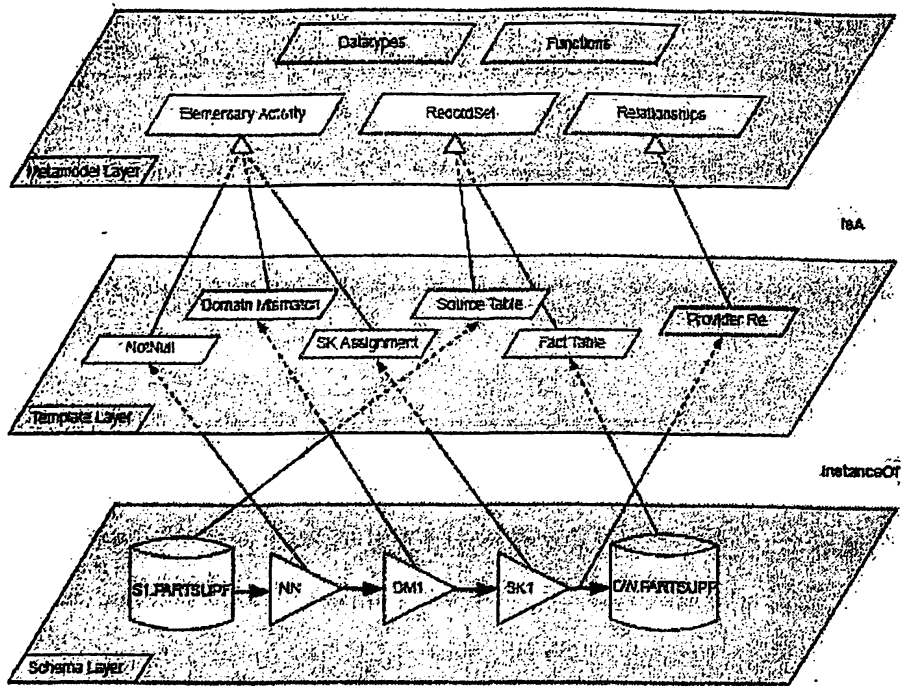 Datatypes
Functions
Elementary Activity
RecordSet
Relationships
Metamodel Layer
IsA
Domain Mismatch
Source Table
Provider Rel
NotNull
SK Assignment
Fact Table
Template Layer
InstanceOf
S1.PARTSUPP
NN
DM1
SK1
DW.PARTSUPP
Schema Layer